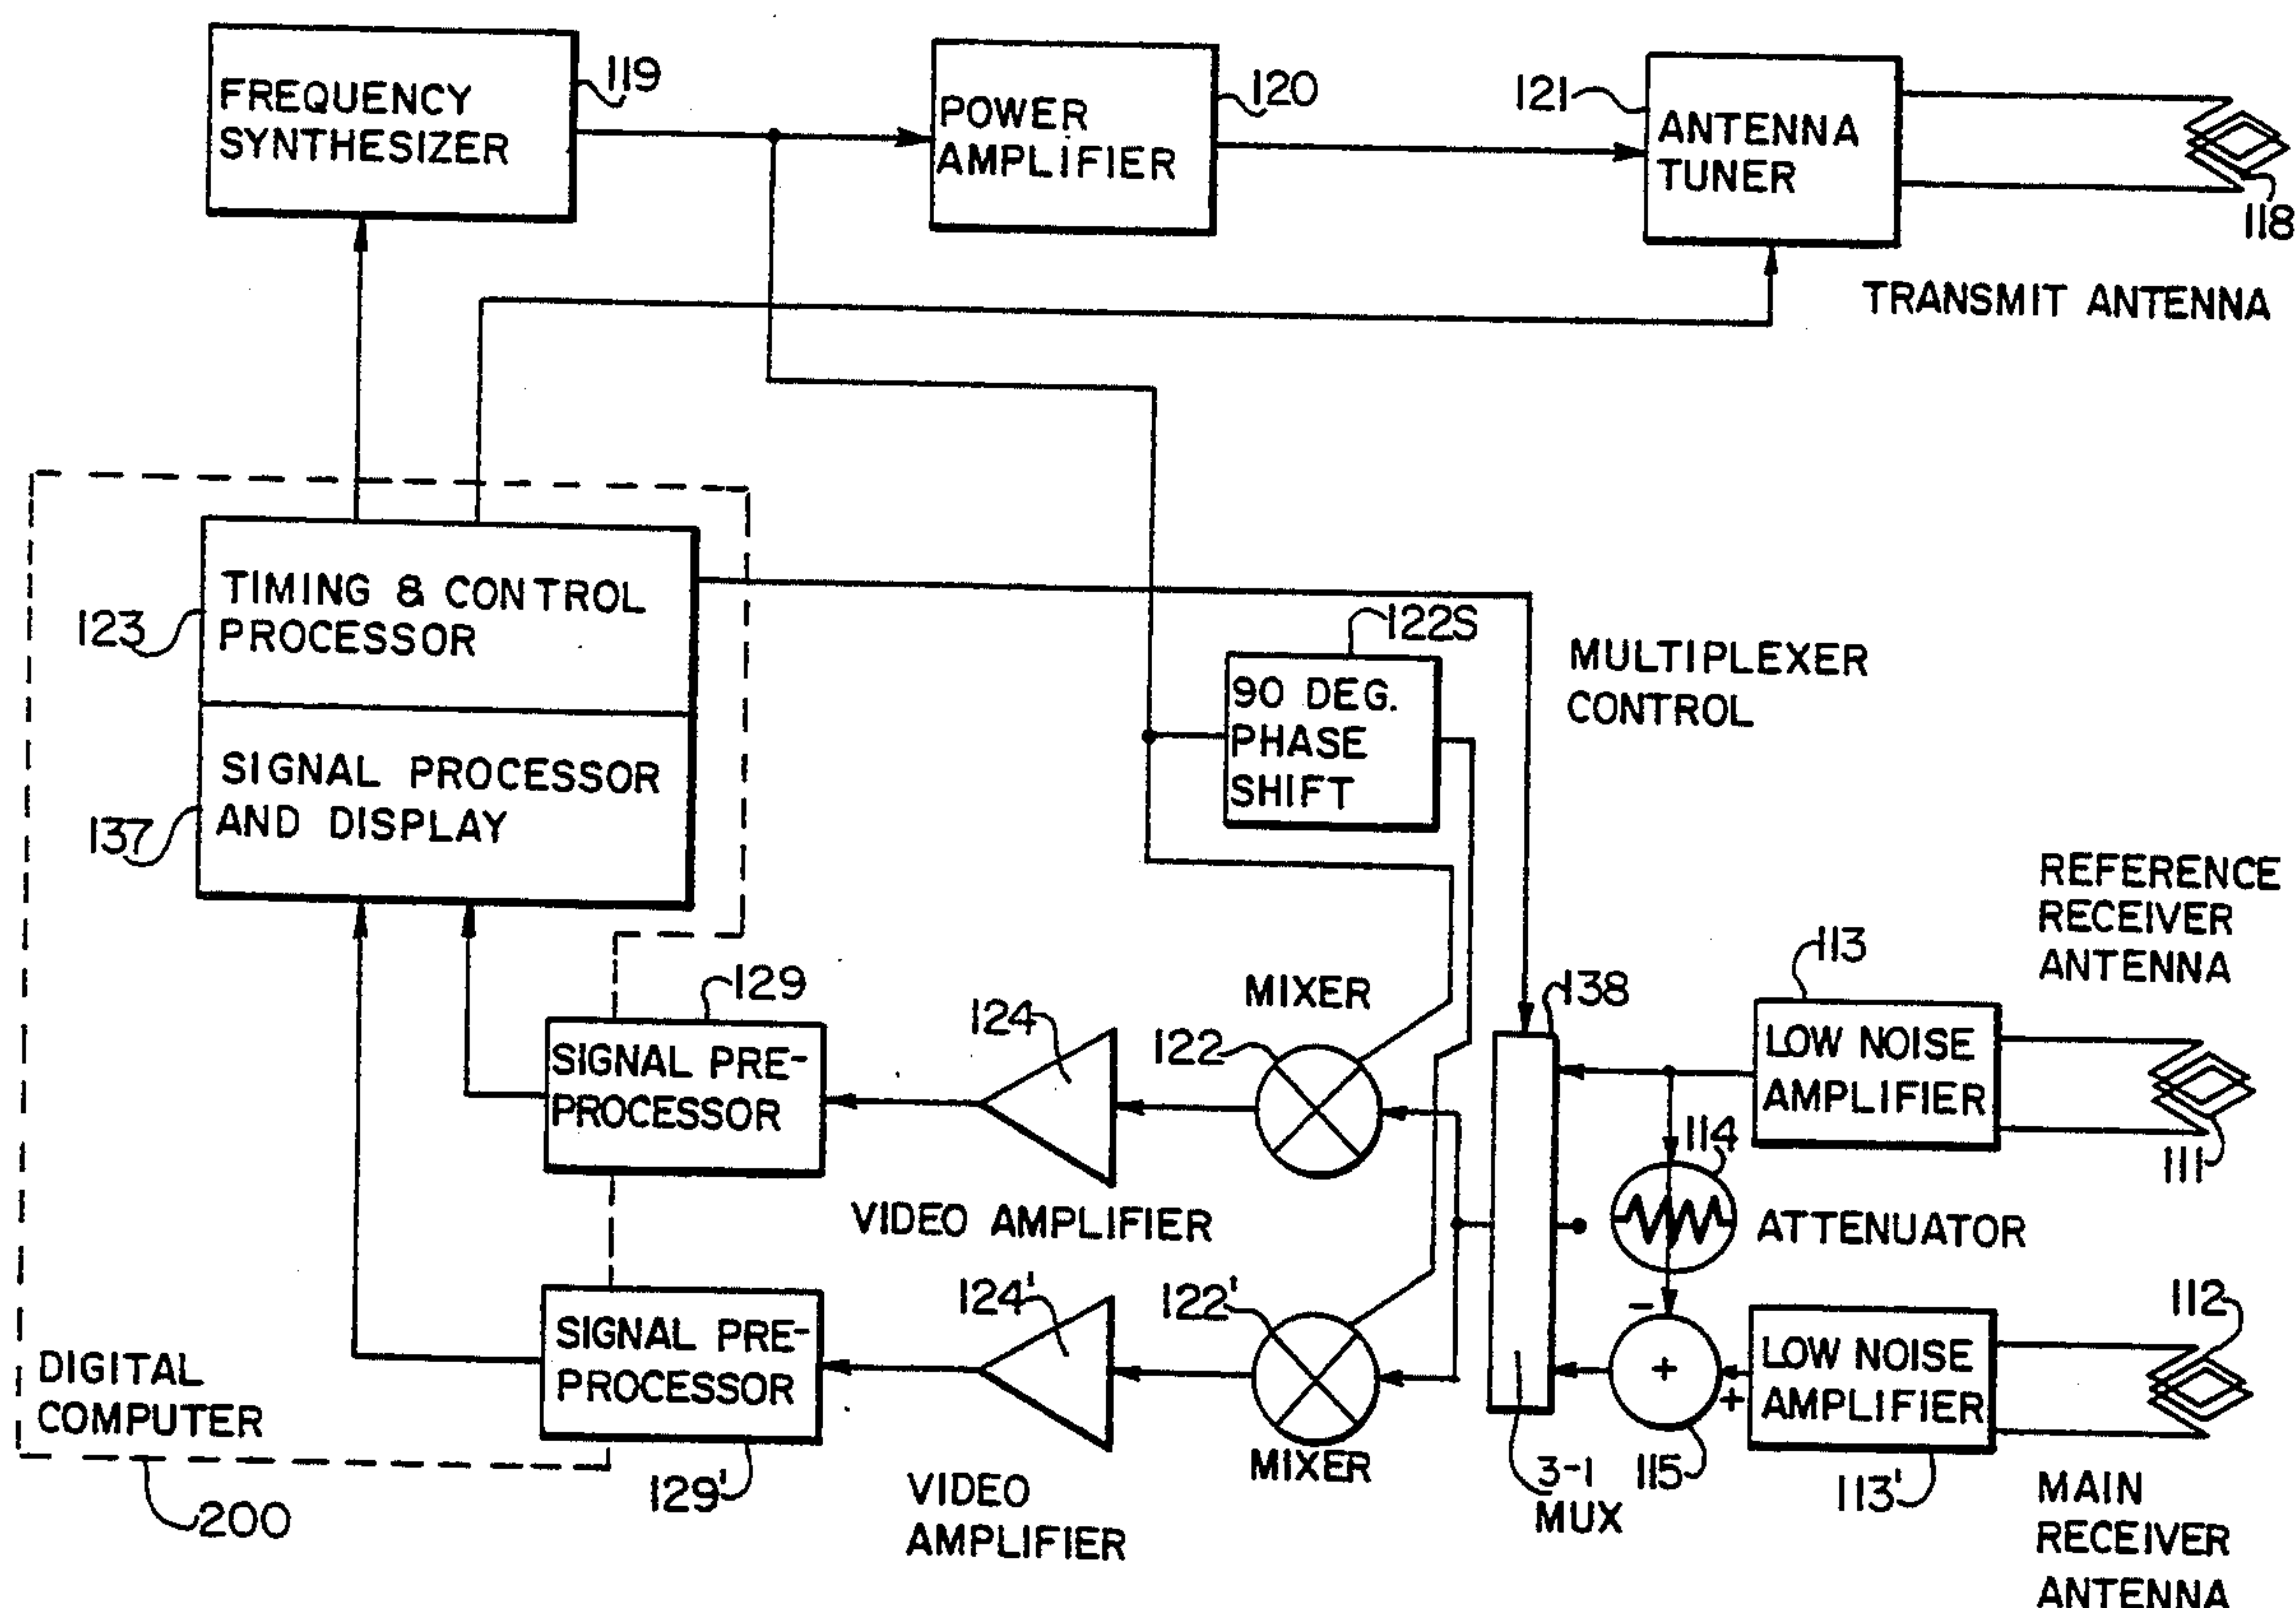 FREQUENCY
SYNTHESIZER
119
POWER
AMPLIFIER
120
121
ANTENNA
TUNER
118
TRANSMIT ANTENNA
TIMING & CONTROL
PROCESSOR
123
SIGNAL PROCESSOR
AND DISPLAY
137
122S
90 DEG.
PHASE
SHIFT
MULTIPLEXER
CONTROL
REFERENCE
RECEIVER
ANTENNA
113
LOW NOISE
AMPLIFIER
111
138
MIXER
122
124
129
SIGNAL PRE-
PROCESSOR
VIDEO AMPLIFIER
114
ATTENUATOR
-
+
+
115
112
LOW NOISE
AMPLIFIER
113'
MAIN
RECEIVER
ANTENNA
3-1
MUX
122'
MIXER
124'
VIDEO
AMPLIFIER
SIGNAL PRE-
PROCESSOR
129'
DIGITAL
COMPUTER
200